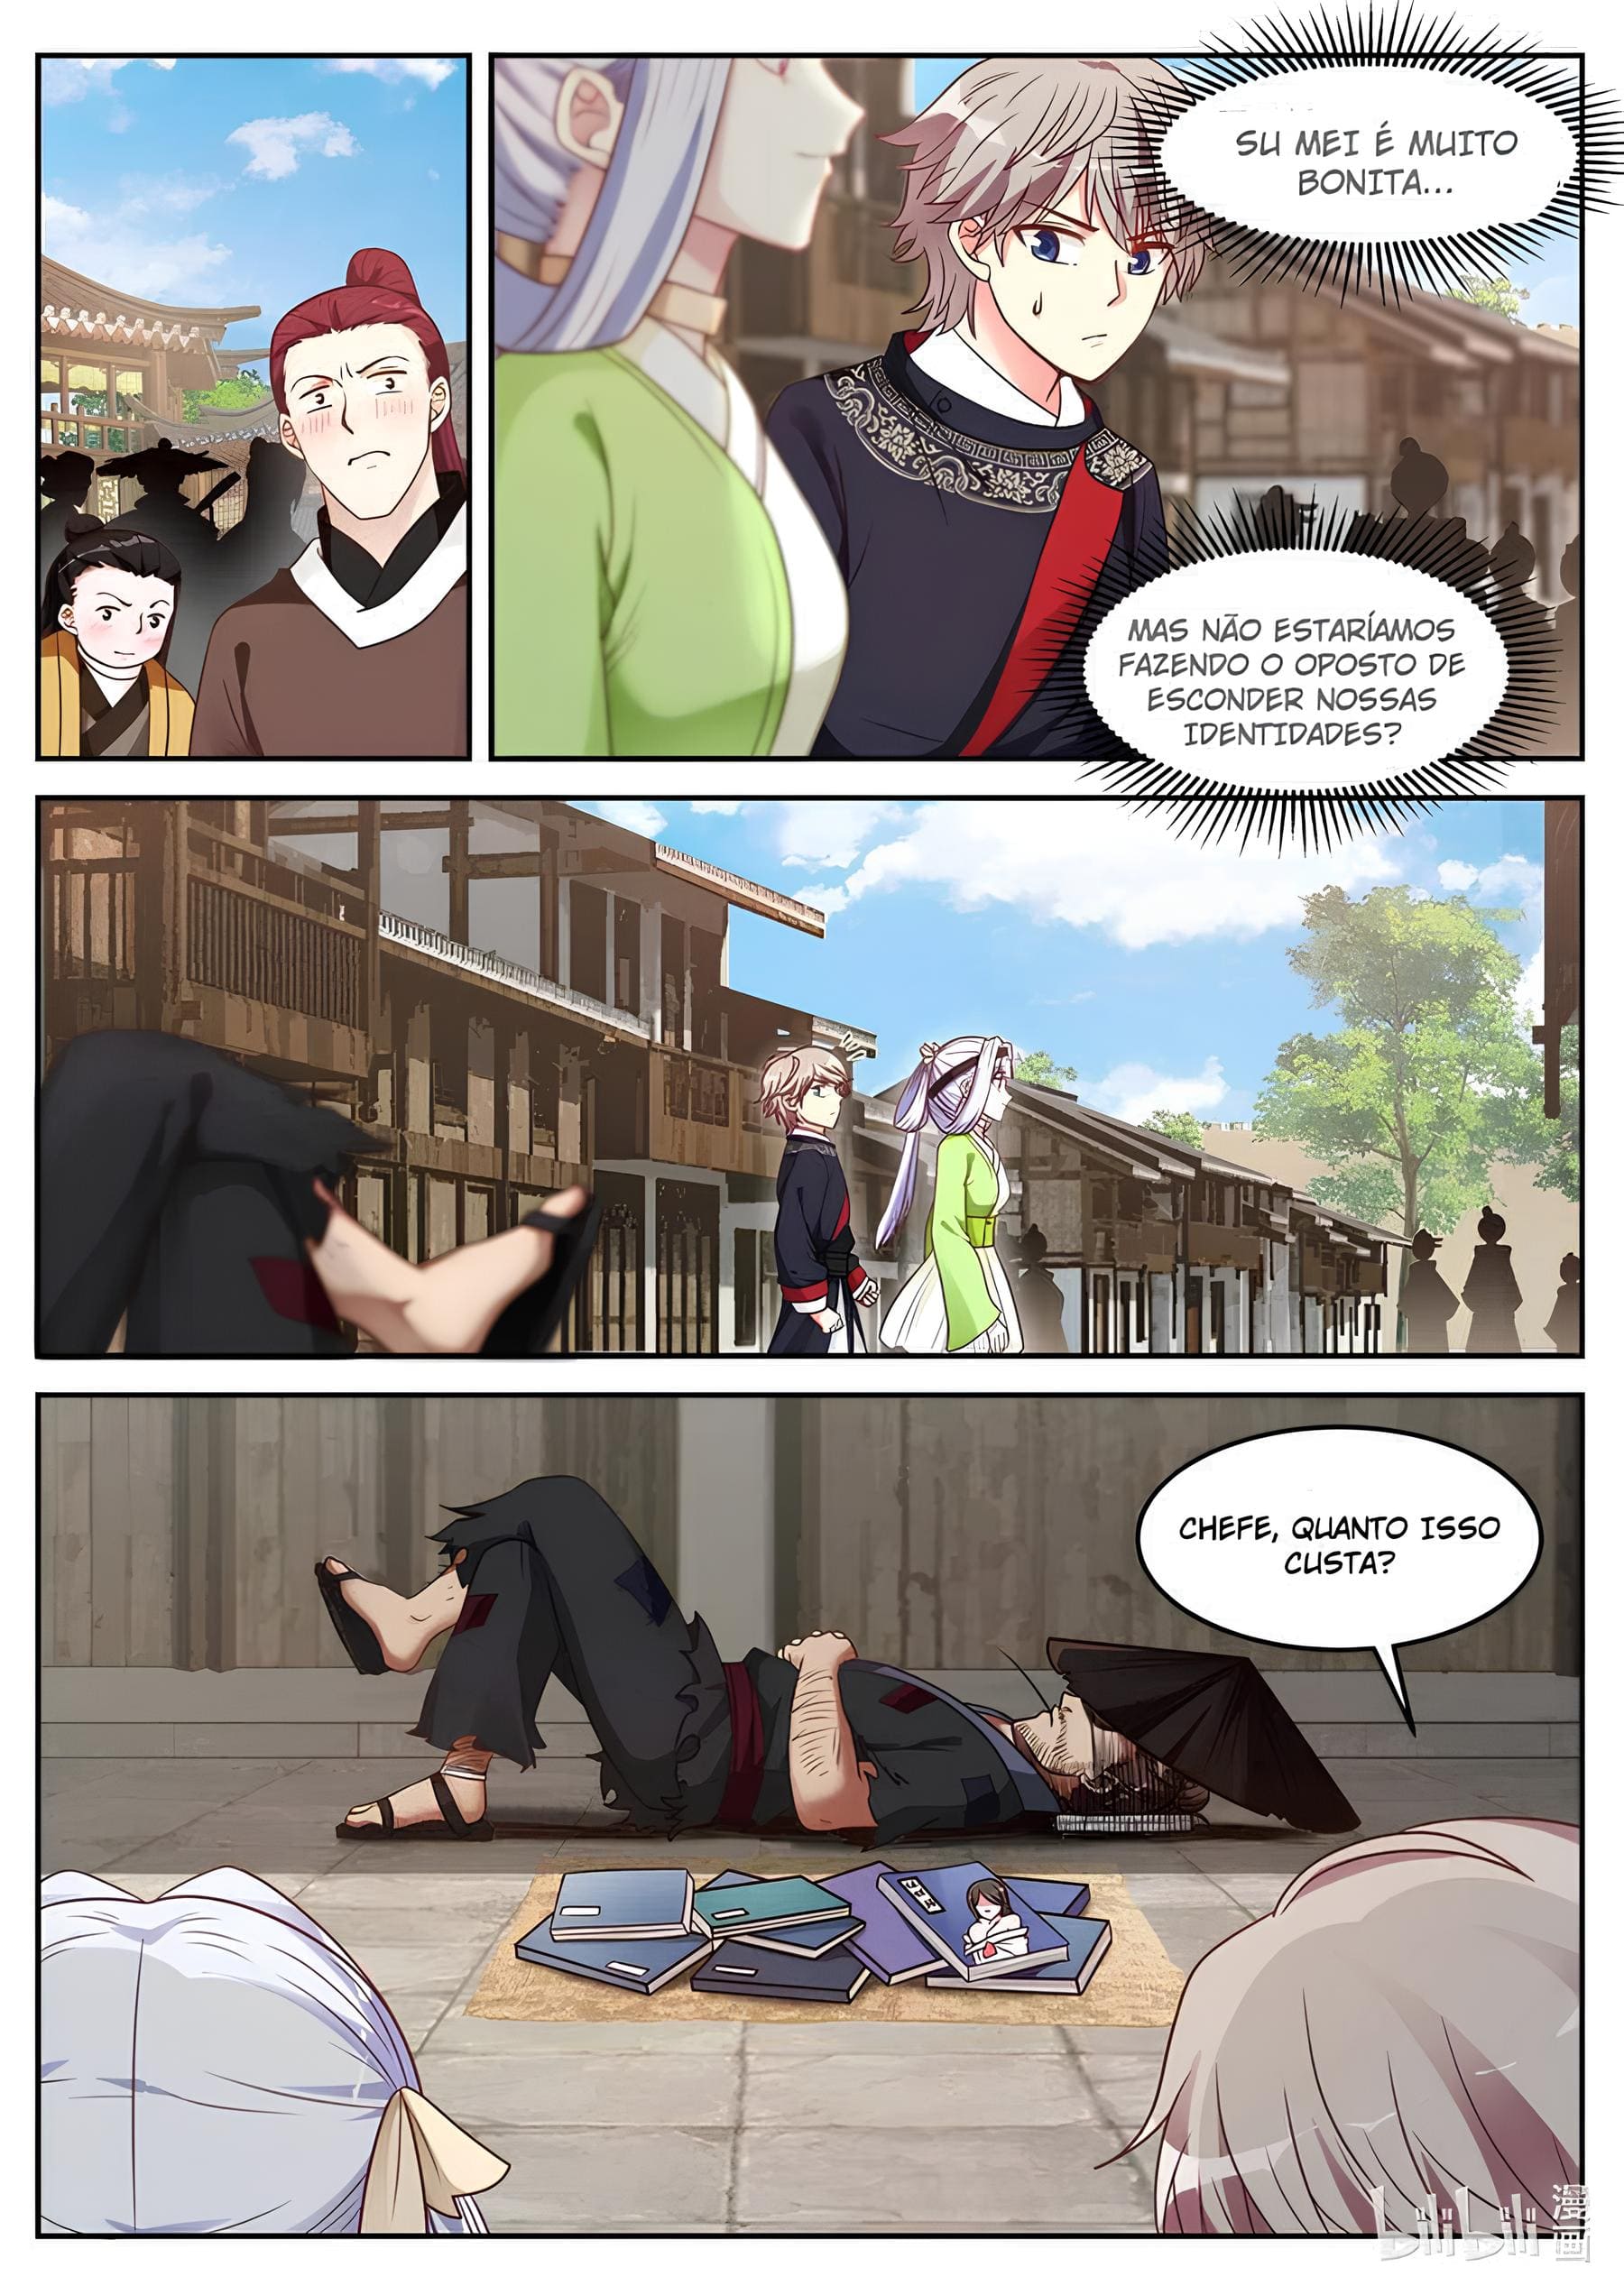 SU MEI É MUITO
BONITA...
MAS NÃO ESTARÍAMOS
FAZENDO O OPOSTO DE
ESCONDER NOSSAS
IDENTIDADES?
CHEFE, QUANTO ISSO
CUSTA?
bilibili 漫画